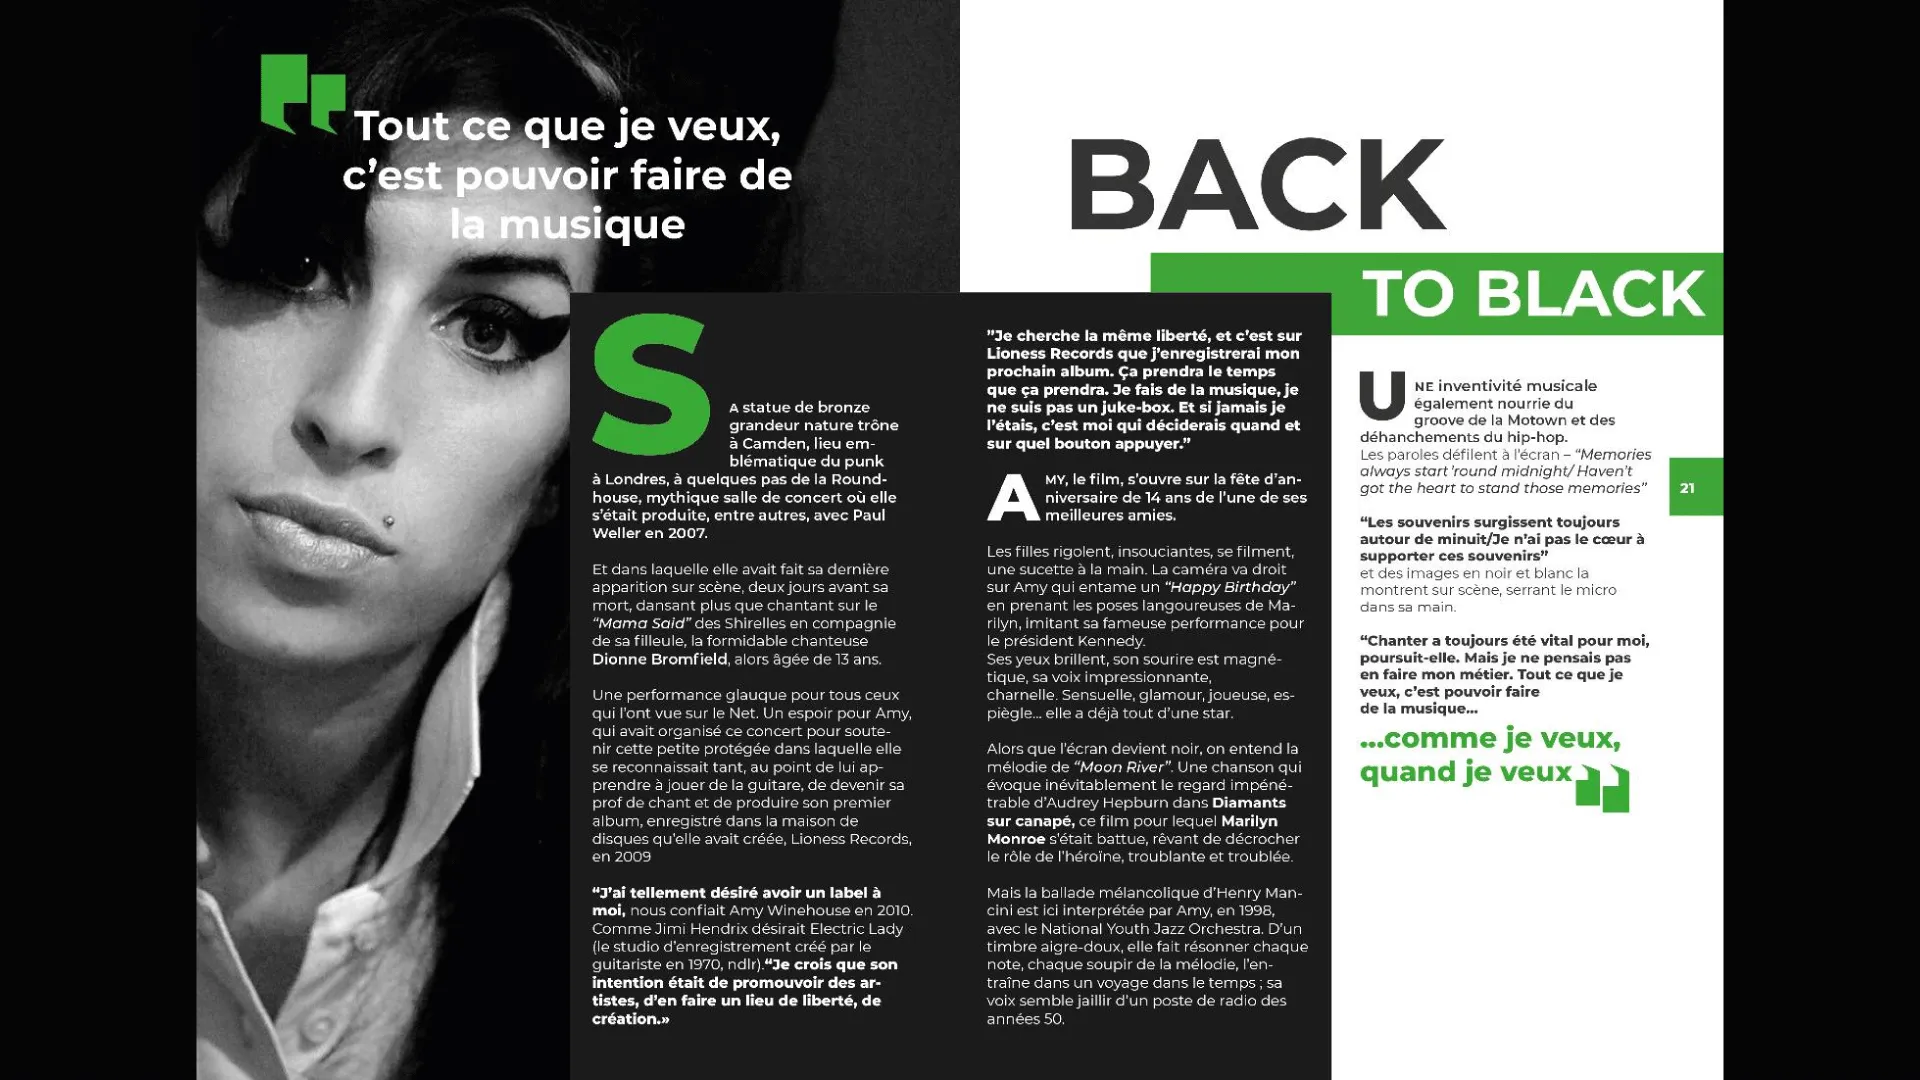 Tout ce que je veux,
c’est pouvoir faire de
la musique
BACK
TO BLACK
SA statue de bronze
grandeur nature trône
à Camden, lieu em-
blématique du punk
à Londres, à quelques pas de la Round-
house, mythique salle de concert où elle
s’était produite, entre autres, avec Paul
Weller en 2007.
Et dans laquelle elle avait fait sa dernière
apparition sur scène, deux jours avant sa
mort, dansant plus que chantant sur le
“Mama Said” des Shirelles en compagnie
de sa filleule, la formidable chanteuse
Dionne Bromfield, alors âgée de 13 ans.
Une performance glauque pour tous ceux
qui l’ont vue sur le Net. Un espoir pour Amy,
qui avait organisé ce concert pour soute-
nir cette petite protégée dans laquelle elle
se reconnaissait tant, au point de lui ap-
prendre à jouer de la guitare, de devenir sa
prof de chant et de produire son premier
album, enregistré dans la maison de
disques qu’elle avait créée, Lioness Records,
en 2009
“J’ai tellement désiré avoir un label à
moi, nous confiait Amy Winehouse en 2010.
Comme Jimi Hendrix désirait Electric Lady
(le studio d’enregistrement créé par le
guitariste en 1970, ndlr).“Je crois que son
intention était de promouvoir des ar-
tistes, d’en faire un lieu de liberté, de
création.»
”Je cherche la même liberté, et c’est sur
Lioness Records que j’enregistrerai mon
prochain album. Ça prendra le temps
que ça prendra. Je fais de la musique, je
ne suis pas un juke-box. Et si jamais je
l’étais, c’est moi qui déciderais quand et
sur quel bouton appuyer.”
AMY, le film, s’ouvre sur la fête d’an-
niversaire de 14 ans de l’une de ses
meilleures amies.
Les filles rigolent, insouciantes, se filment,
une sucette à la main. La caméra va droit
sur Amy qui entame un “Happy Birthday”
en prenant les poses langoureuses de Ma-
rilyn, imitant sa fameuse performance pour
le président Kennedy.
Ses yeux brillent, son sourire est magné-
tique, sa voix impressionnante,
charnelle. Sensuelle, glamour, joueuse, es-
piègle... elle a déjà tout d’une star.
Alors que l’écran devient noir, on entend la
mélodie de “Moon River”. Une chanson qui
évoque inévitablement le regard impéné-
trable d’Audrey Hepburn dans Diamants
sur canapé, ce film pour lequel Marilyn
Monroe s’était battue, rêvant de décrocher
le rôle de l’héroïne, troublante et troublée.
Mais la ballade mélancolique d’Henry Man-
cini est ici interprétée par Amy, en 1998,
avec le National Youth Jazz Orchestra. D’un
timbre aigre-doux, elle fait résonner chaque
note, chaque soupir de la mélodie, l’en-
traîne dans un voyage dans le temps ; sa
voix semble jaillir d’un poste de radio des
années 50.
UNE inventivité musicale
également nourrie du
groove de la Motown et des
déhanchements du hip-hop.
Les paroles défilent à l’écran – “Memories
always start ’round midnight/ Haven’t
got the heart to stand those memories”
“Les souvenirs surgissent toujours
autour de minuit/Je n’ai pas le cœur à
supporter ces souvenirs”
et des images en noir et blanc la
montrent sur scène, serrant le micro
dans sa main.
“Chanter a toujours été vital pour moi,
poursuit-elle. Mais je ne pensais pas
en faire mon métier. Tout ce que je
veux, c’est pouvoir faire
de la musique...
...comme je veux,
quand je veux
21